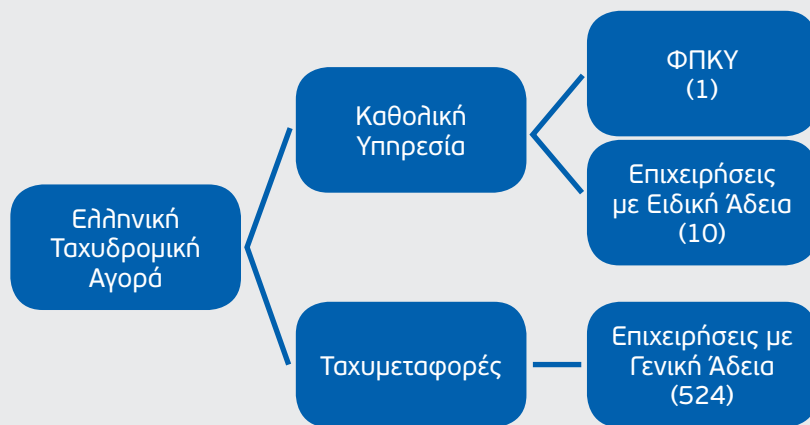 ΦΠΚΥ
(1)
Καθολική
Υπηρεσία
Επιχειρήσεις
με Ειδική Άδεια
(10)
Ελληνική
Ταχυδρομική
Αγορά
Ταχυμεταφορές
Επιχειρήσεις με
Γενική Άδεια
(524)